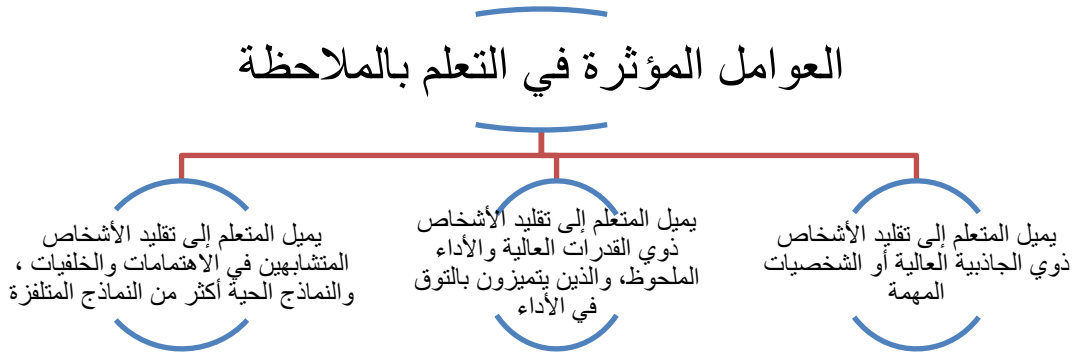 العوامل المؤثرة في التعلم بالملاحظة
يميل المتعلم إلى تقليد الأشخاص
ذوي الجاذبية العالية أو الشخصيات
المهمة
يميل المتعلم إلى تقليد الأشخاص
ذوي القدرات العالية والأداء
الملحوظ، والذين يتميزون بالتوق
في الأداء
يميل المتعلم إلى تقليد الأشخاص
المتشابهين في الاهتمامات والخلفيات ،
والنماذج الحية أكثر من النماذج المتلفزة